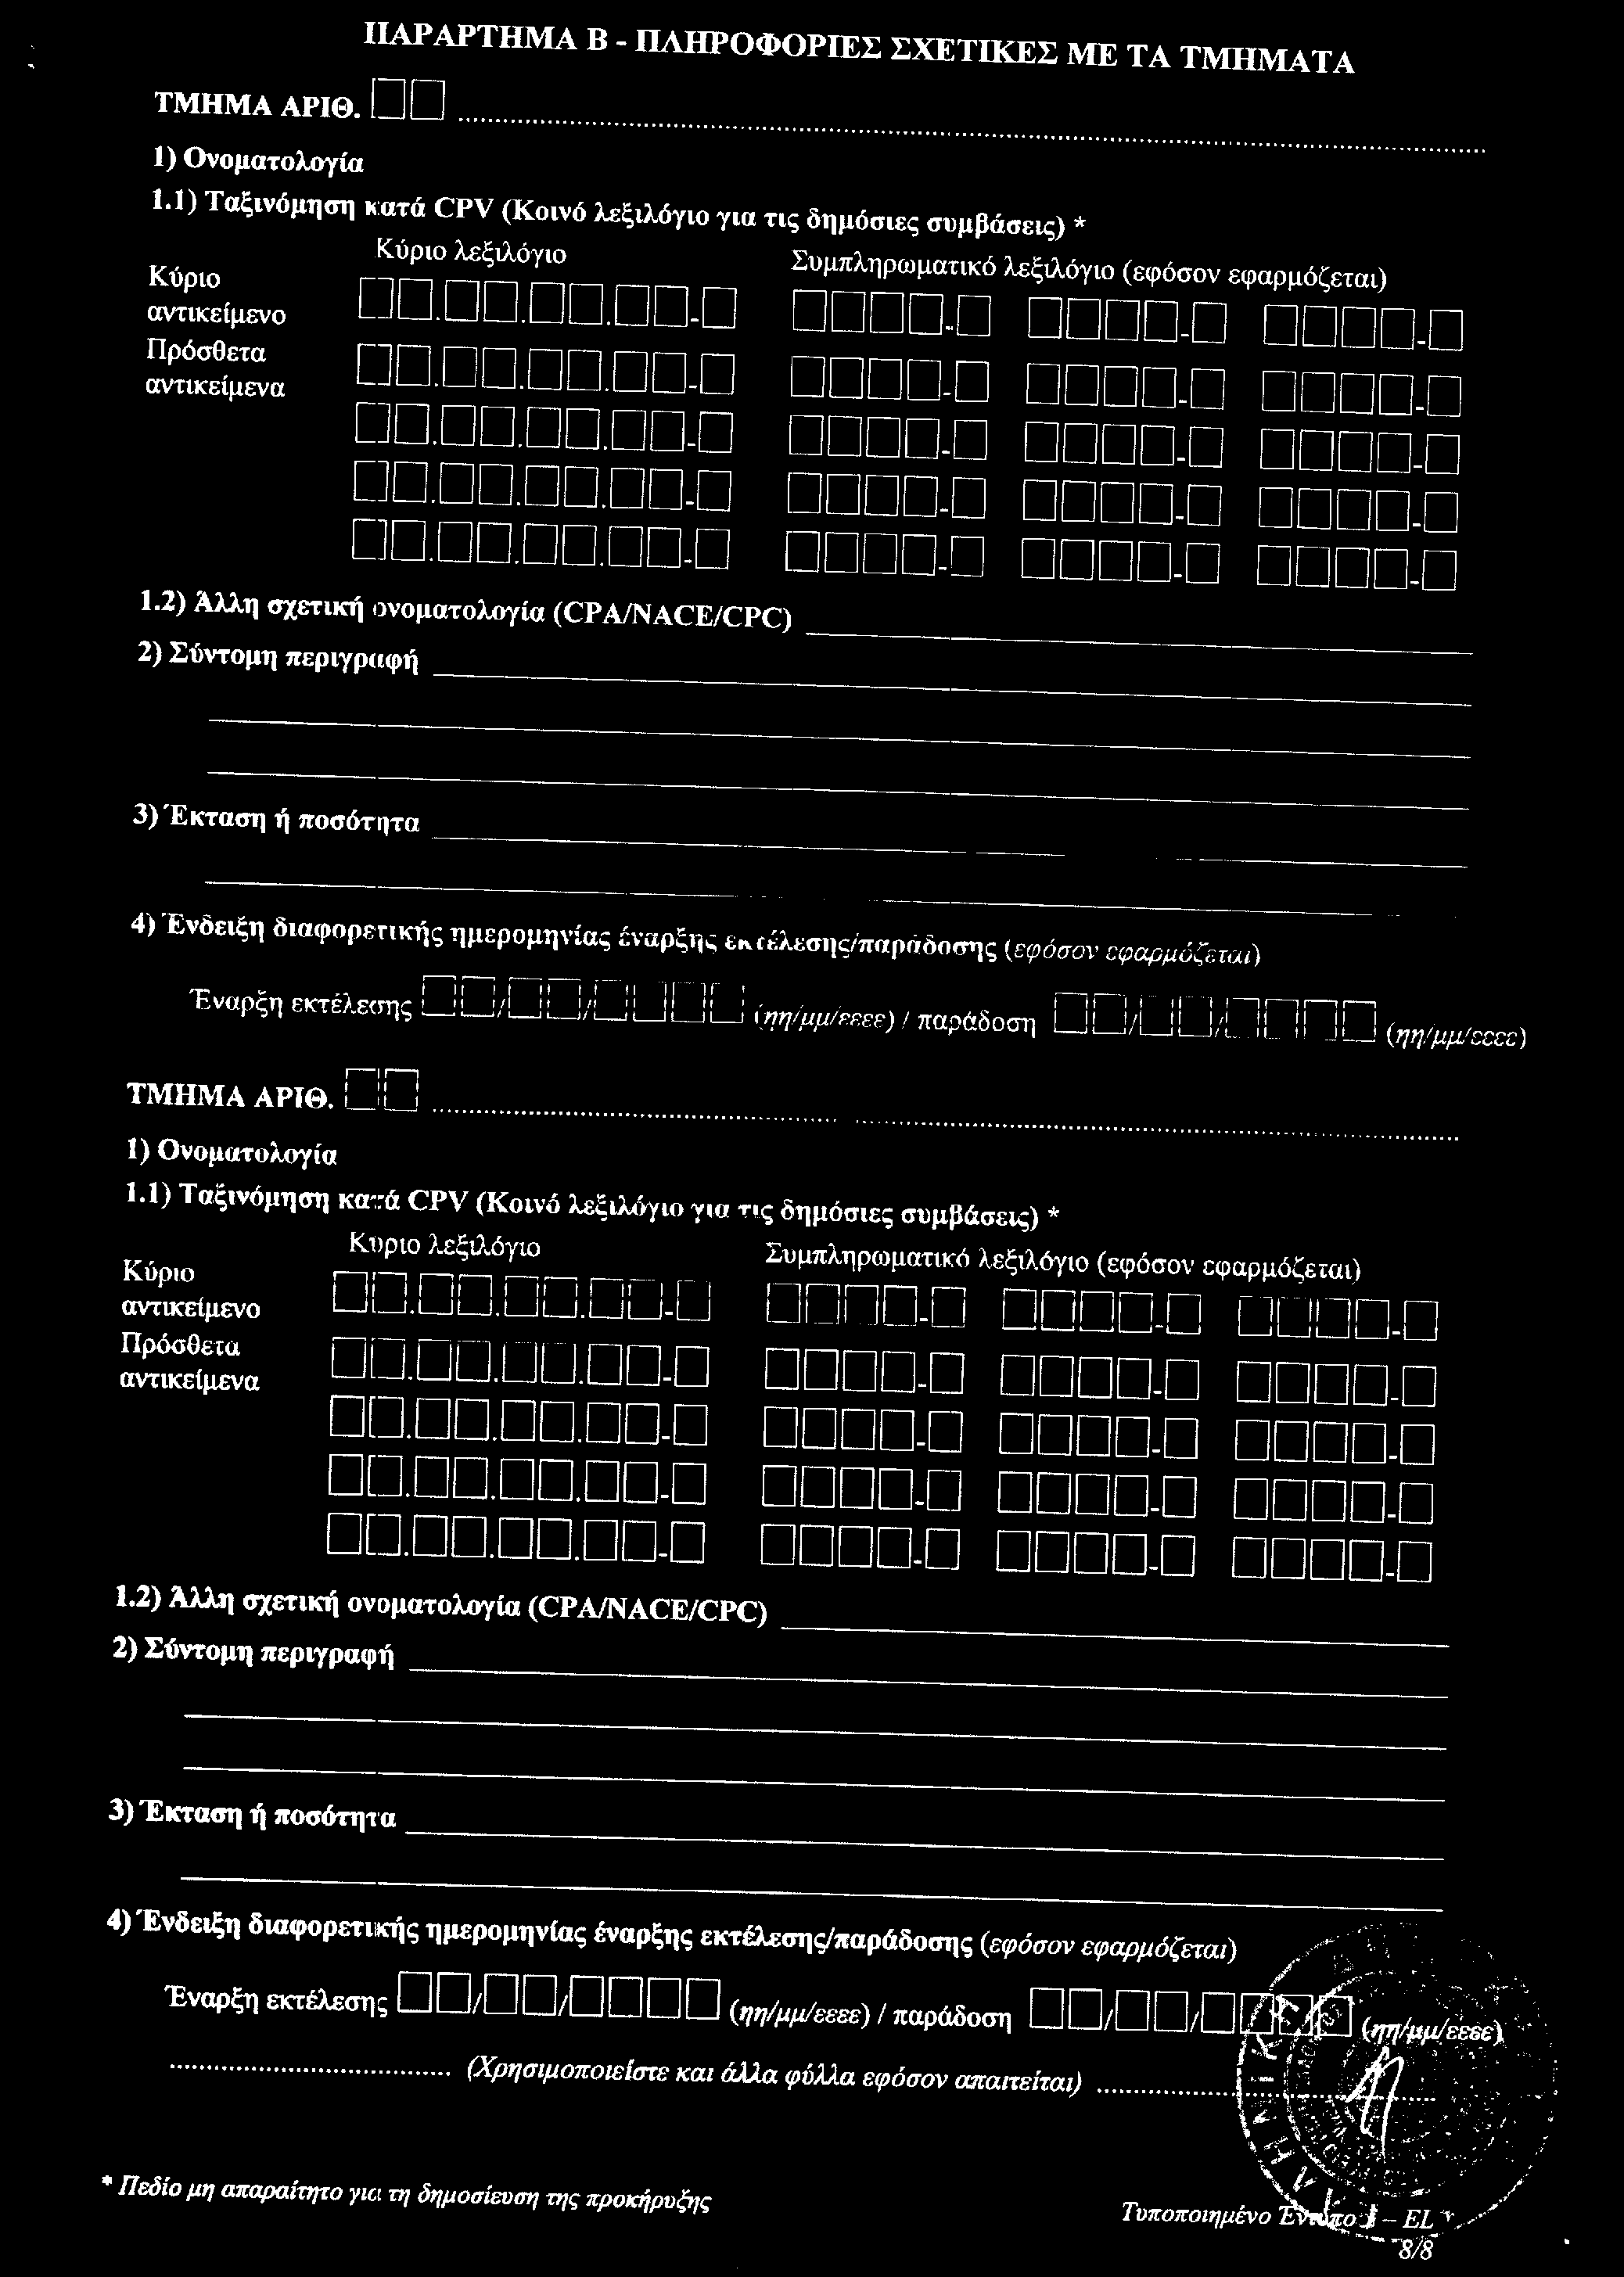 ΠΑΡΑΡΤΗΜΑ Β - ΠΛΗΡΟΦΟΡΙΕΣ ΣΧΕΤΙΚΕΣ ΜΕ ΤΑ ΤΜΗΜΑΤΑ
ΤΜΗΜΑ ΑΡΙΘ. □□ ..........
1) Ονοματολογία
1.1) Ταξινόμηση κατά CPV (Κοινό λεξιλόγιο για τις δημόσιες συμβάσεις) *
Κύριο λεξιλόγιο Συμπληρωματικό λεξιλόγιο (εφόσον εφαρμόζεται)
Κύριο
αντικείμενο □□.□□.□□.□□-□ □□□□-□ □□□□-□ □□□□-□
Πρόσθετα
αντικείμενα □□.□□.□□.□□-□ □□□□-□ □□□□-□ □□□□-□
□□.□□.□□.□□-□ □□□□-□ □□□□-□ □□□□-□
□□.□□.□□.□□-□ □□□□-□ □□□□-□ □□□□-□
□□.□□.□□.□□-□ □□□□-□ □□□□-□ □□□□-□
1.2) Άλλη σχετική ονοματολογία (CPA/NACE/CPC) __________
2) Σύντομη περιγραφή __________
3) Έκταση ή ποσότητα __________
4) Ένδειξη διαφορετικής ημερομηνίας έναρξης εκτέλεσης/παράδοσης (εφόσον εφαρμόζεται)
Έναρξη εκτέλεσης □□/□□/□□□□ (ηη/μμ/εεεε) / παράδοση □□/□□/□□□□ (ηη/μμ/εεεε)
ΤΜΗΜΑ ΑΡΙΘ. □□ ..........
1) Ονοματολογία
1.1) Ταξινόμηση κατά CPV (Κοινό λεξιλόγιο για τις δημόσιες συμβάσεις) *
Κύριο λεξιλόγιο Συμπληρωματικό λεξιλόγιο (εφόσον εφαρμόζεται)
Κύριο
αντικείμενο □□.□□.□□.□□-□ □□□□-□ □□□□-□ □□□□-□
Πρόσθετα
αντικείμενα □□.□□.□□.□□-□ □□□□-□ □□□□-□ □□□□-□
□□.□□.□□.□□-□ □□□□-□ □□□□-□ □□□□-□
□□.□□.□□.□□-□ □□□□-□ □□□□-□ □□□□-□
□□.□□.□□.□□-□ □□□□-□ □□□□-□ □□□□-□
1.2) Άλλη σχετική ονοματολογία (CPA/NACE/CPC) __________
2) Σύντομη περιγραφή __________
3) Έκταση ή ποσότητα __________
4) Ένδειξη διαφορετικής ημερομηνίας έναρξης εκτέλεσης/παράδοσης (εφόσον εφαρμόζεται)
Έναρξη εκτέλεσης □□/□□/□□□□ (ηη/μμ/εεεε) / παράδοση □□/□□/□□□□ (ηη/μμ/εεεε)
.......... (Χρησιμοποιείστε και άλλα φύλλα εφόσον απαιτείται) ..........
* Πεδίο μη απαραίτητο για τη δημοσίευση της προκήρυξης
Τυποποιημένο Έντυπο – EL
8/8